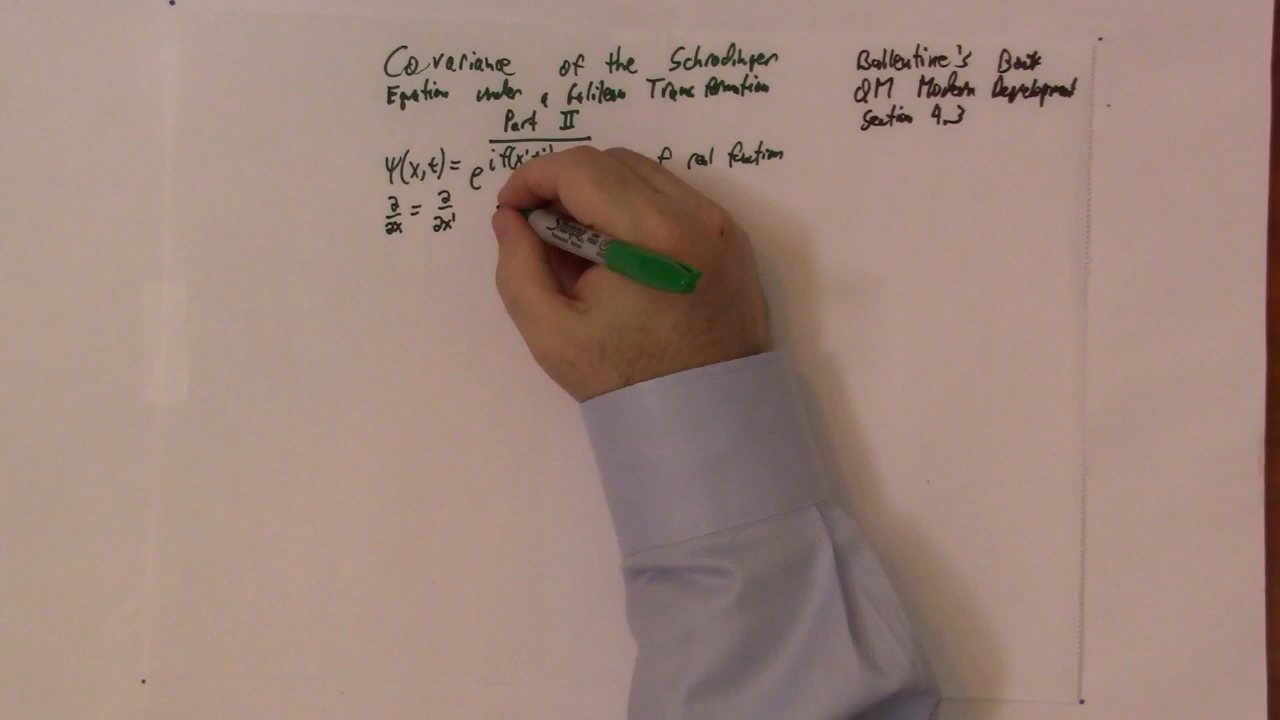 Covariance of the Schrodinger
Equation under a Galilean Transformation
Part II
Ballentine's Book
QM Modern Development
Section 4.3
ψ(x,t) = e^{i f(x',t')} f real function
∂/∂x = ∂/∂x'
Sharpie